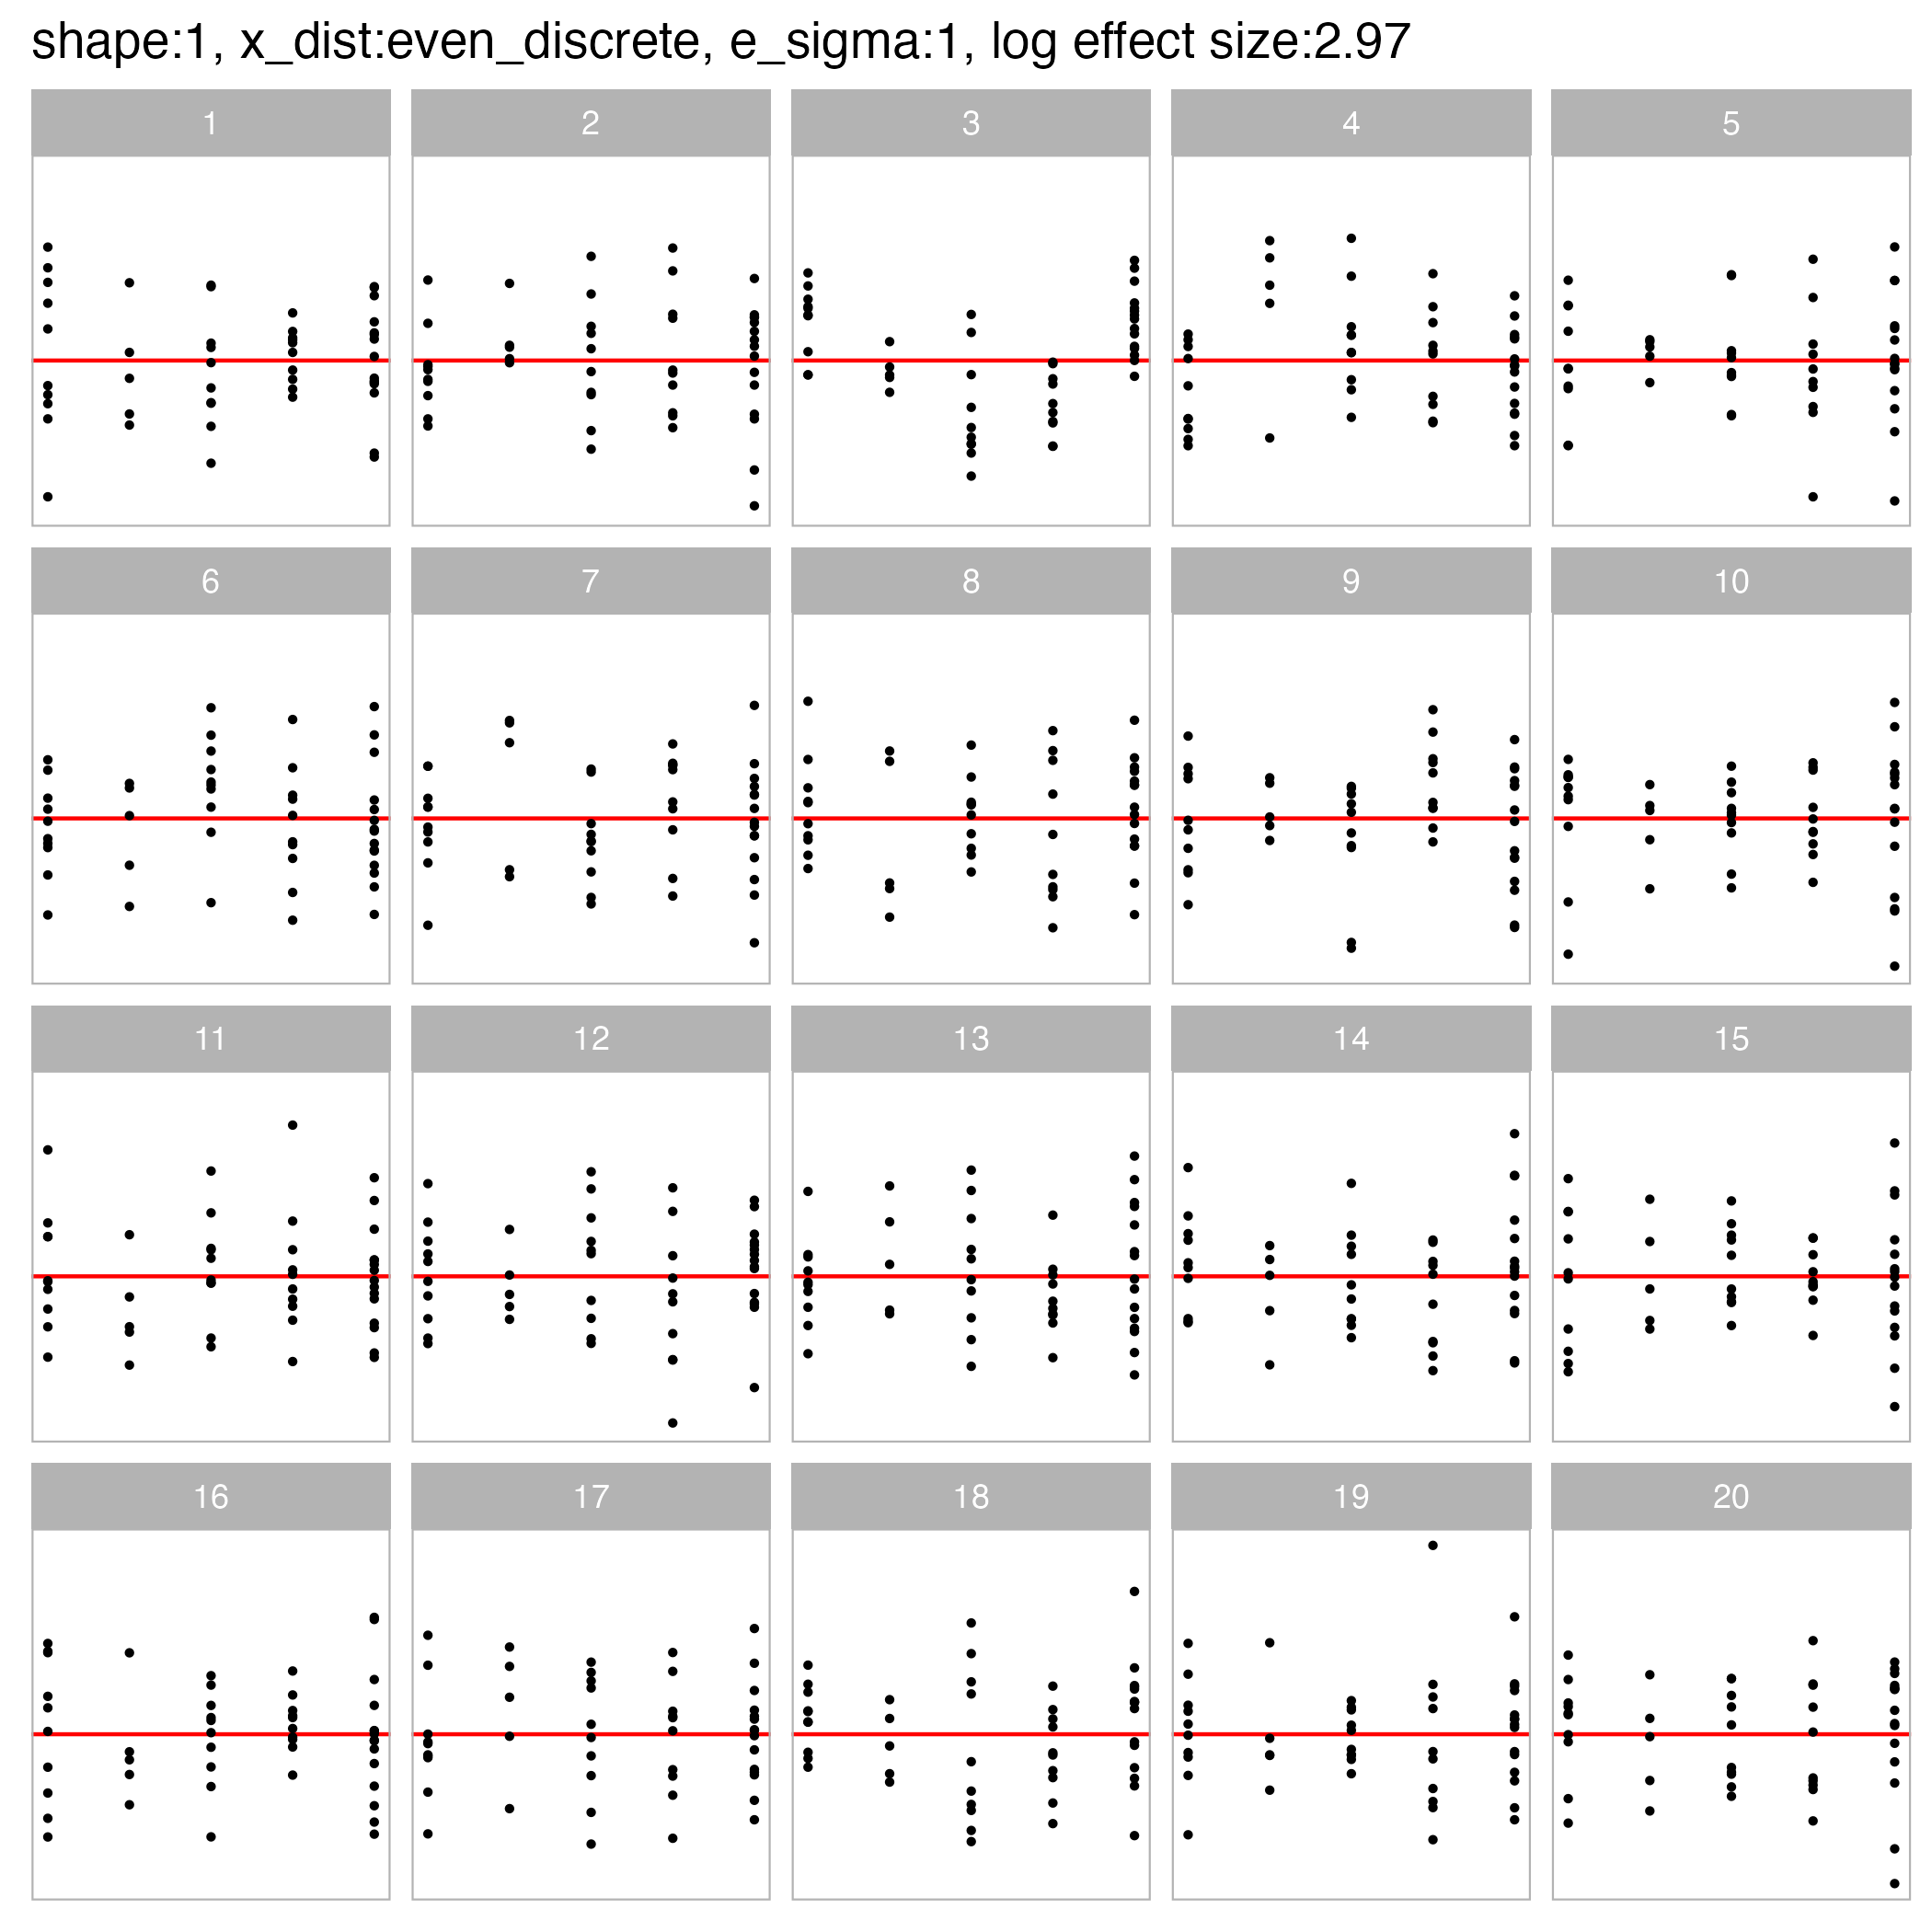 shape:1, x_dist:even_discrete, e_sigma:1, log effect size:2.97
1 2 3 4 5
6 7 8 9 10
11 12 13 14 15
16 17 18 19 20